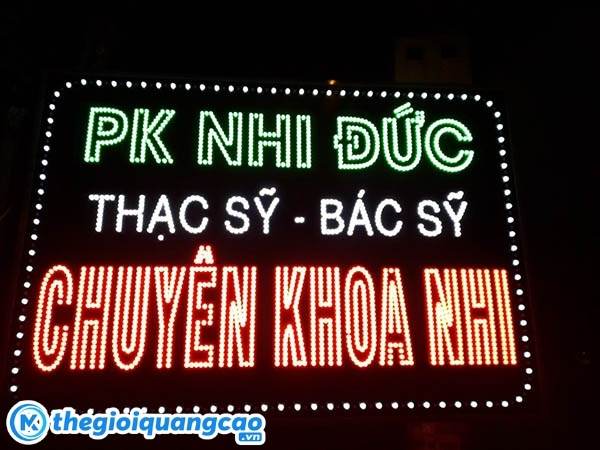 PK NHI ĐỨC
THẠC SỸ - BÁC SỸ
CHUYÊN KHOA NHI
thegioiquangcao.vn